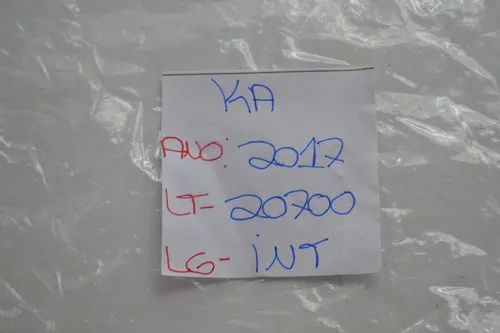 KA
ANO: 2017
LT- 20700
LG- INT